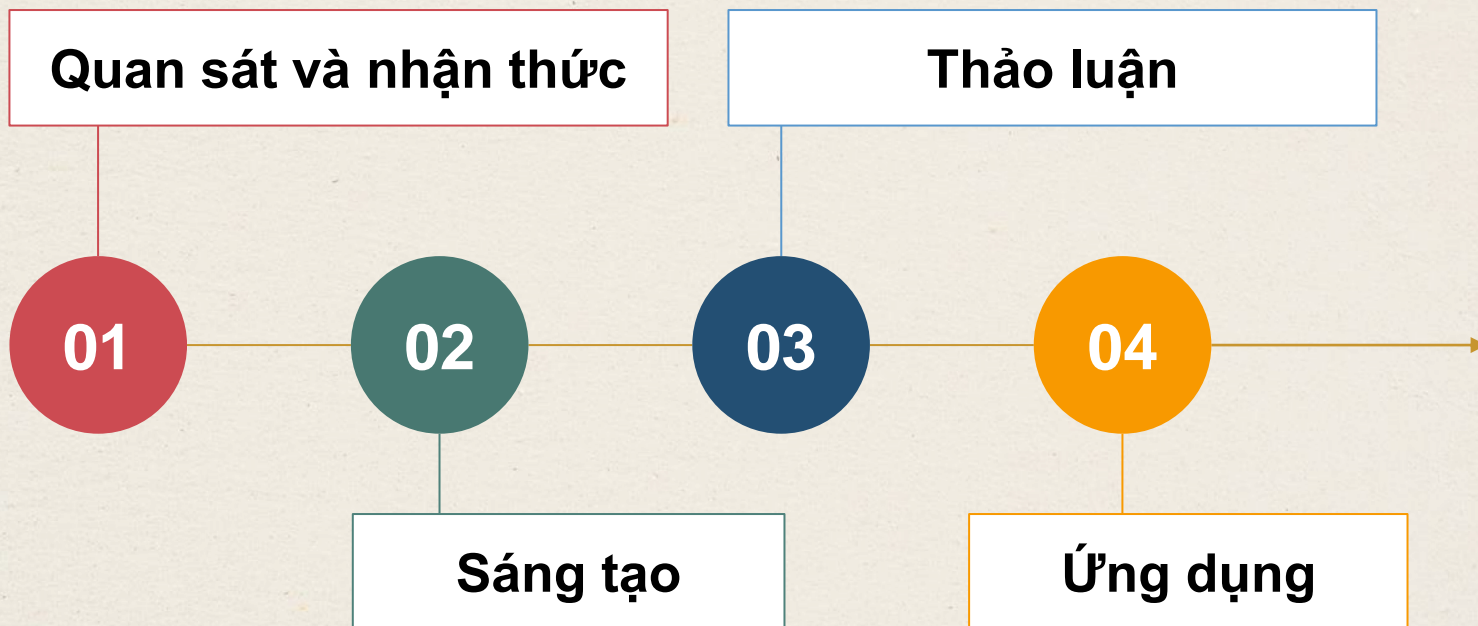 Quan sát và nhận thức
Thảo luận
01
02
03
04
Sáng tạo
Ứng dụng